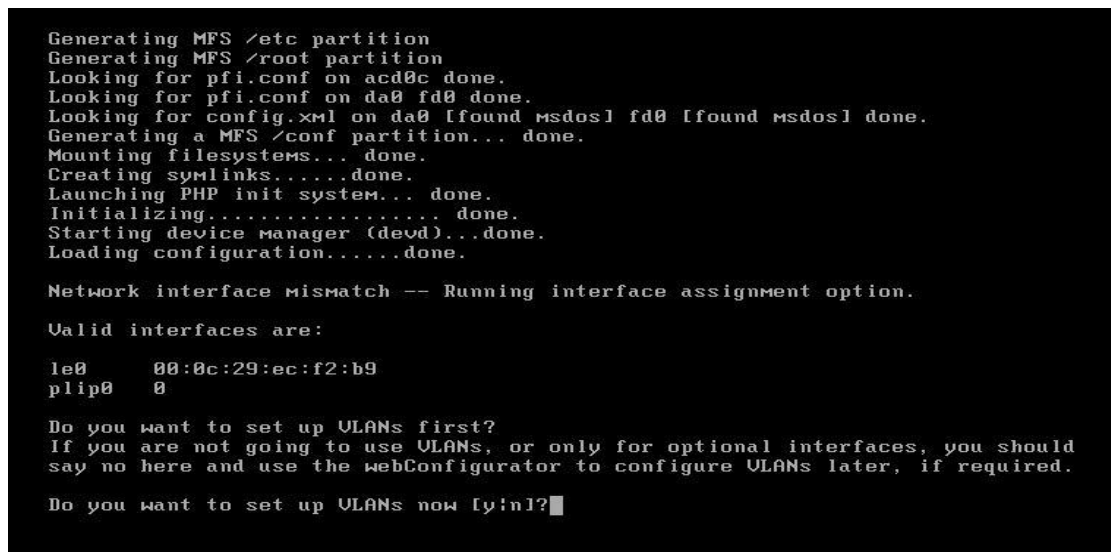 Generating MFS /etc partition
Generating MFS /root partition
Looking for pfi.conf on acd0c done.
Looking for pfi.conf on da0 fd0 done.
Looking for config.xml on da0 [found msdos] fd0 [found msdos] done.
Generating a MFS /conf partition... done.
Mounting filesystems... done.
Creating symlinks......done.
Launching PHP init system... done.
Initializing.................. done.
Starting device manager (devd)...done.
Loading configuration......done.
Network interface mismatch -- Running interface assignment option.
Valid interfaces are:
le0 00:0c:29:ec:f2:b9
plip0 0
Do you want to set up VLANs first?
If you are not going to use VLANs, or only for optional interfaces, you should
say no here and use the webConfigurator to configure VLANs later, if required.
Do you want to set up VLANs now [y|n]?